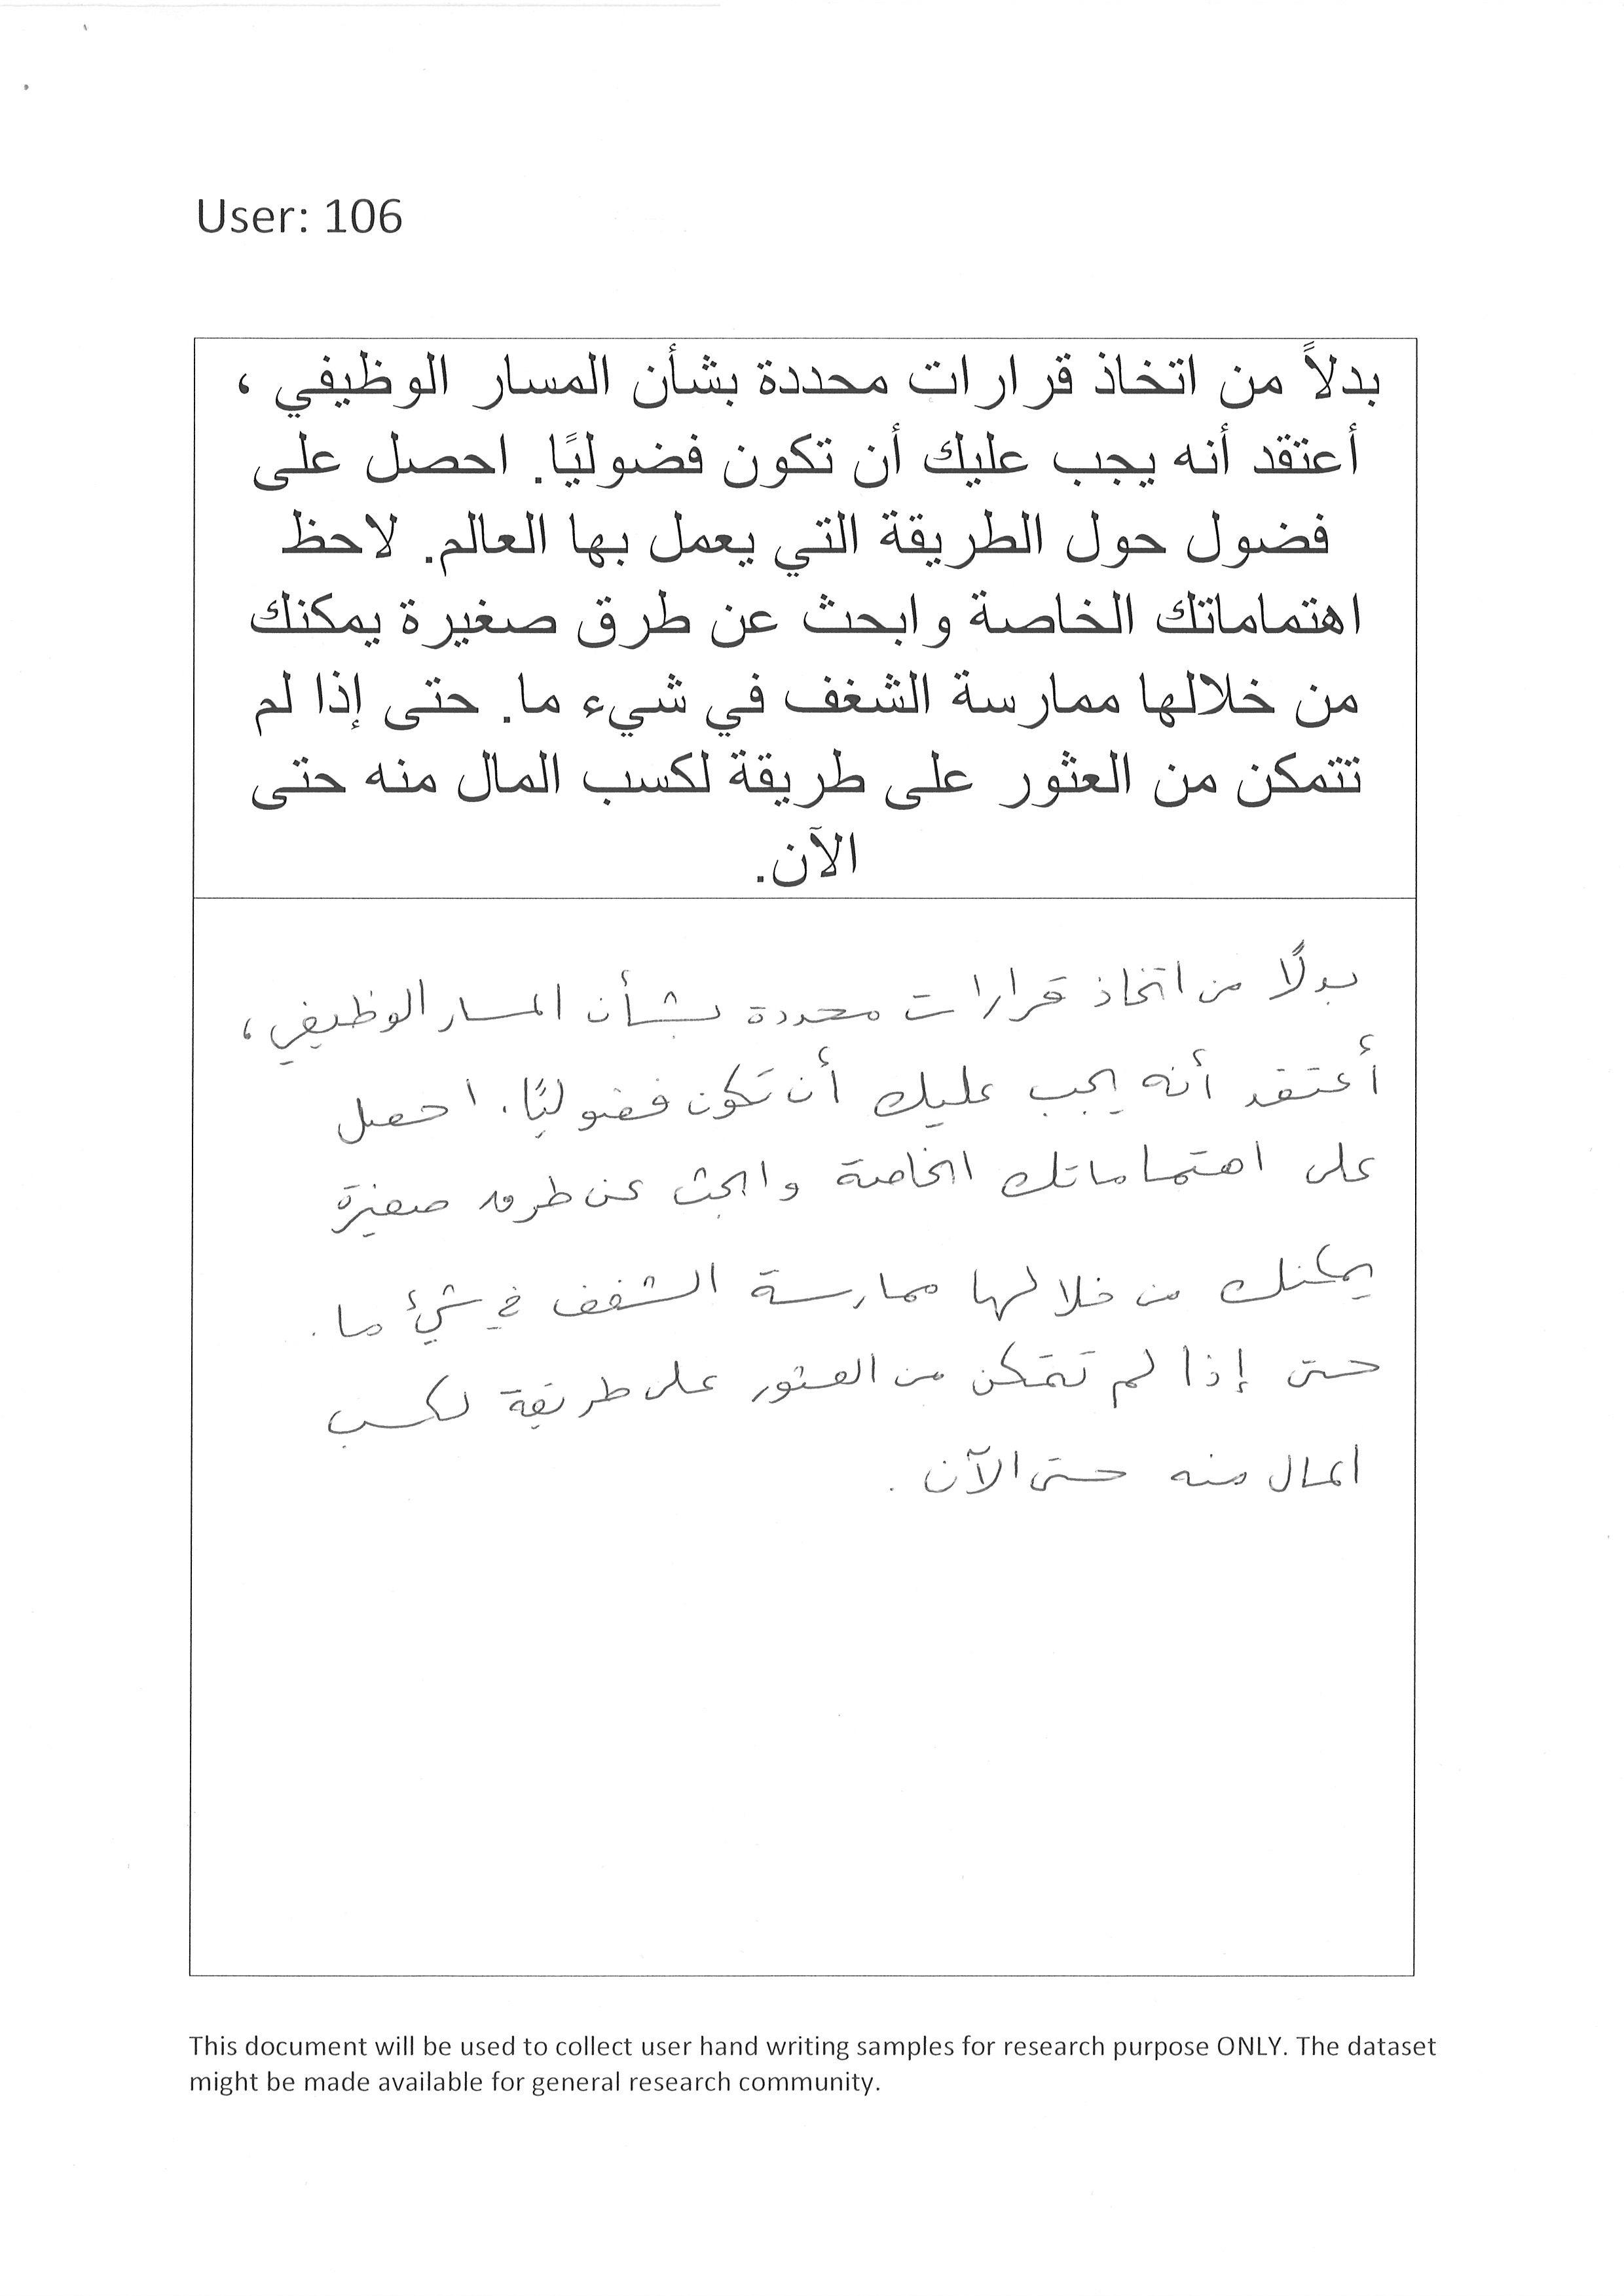 User: 106
بدلاً من اتخاذ قرارات محددة بشأن المسار الوظيفي ،
أعتقد أنه يجب عليك أن تكون فضوليًا. احصل على
فضول حول الطريقة التي يعمل بها العالم. لاحظ
اهتماماتك الخاصة وابحث عن طرق صغيرة يمكنك
من خلالها ممارسة الشغف في شيء ما. حتى إذا لم
تتمكن من العثور على طريقة لكسب المال منه حتى
الآن.
بدلًا من اتخاذ قرارات محددة بشأن المسار الوظيفي ،
أعتقد أنه يجب عليك أن تكون فضوليًا. احصل
على اهتماماتك الخاصة وابحث عن طرق صغيرة
يمكنك من خلالها ممارسة الشغف في شيء ما .
حتى إذا لم تتمكن من العثور على طريقة لكسب
المال منه حتى الآن .
This document will be used to collect user hand writing samples for research purpose ONLY. The dataset
might be made available for general research community.